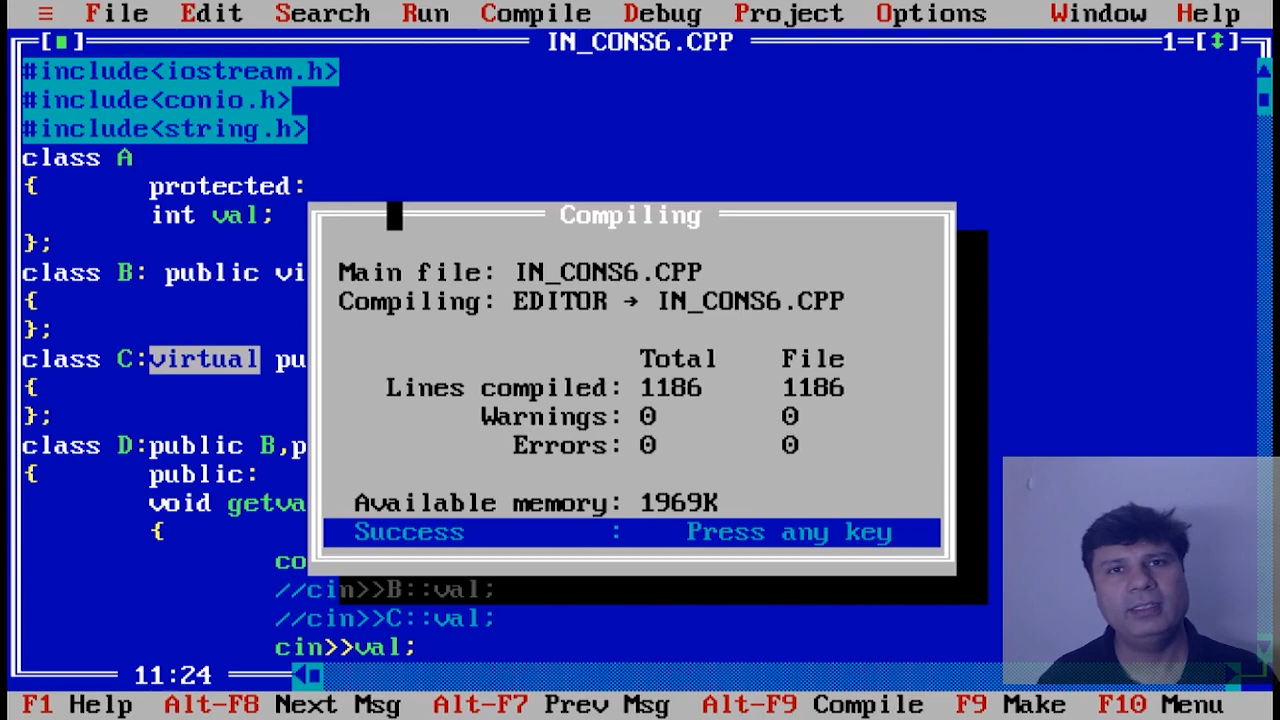 ≡ File Edit Search Run Compile Debug Project Options Window Help
[■] IN_CONS6.CPP 1=[↕]
#include<iostream.h>
#include<conio.h>
#include<string.h>
class A
{ protected:
int val;
};
class B: public vi
{
};
class C:virtual pu
{
};
class D:public B,p
{ public:
void getva
{
co
//cin>>B::val;
//cin>>C::val;
cin>>val;
Compiling
Main file: IN_CONS6.CPP
Compiling: EDITOR → IN_CONS6.CPP
Total File
Lines compiled: 1186 1186
Warnings: 0 0
Errors: 0 0
Available memory: 1969K
Success : Press any key
11:24
F1 Help Alt-F8 Next Msg Alt-F7 Prev Msg Alt-F9 Compile F9 Make F10 Menu